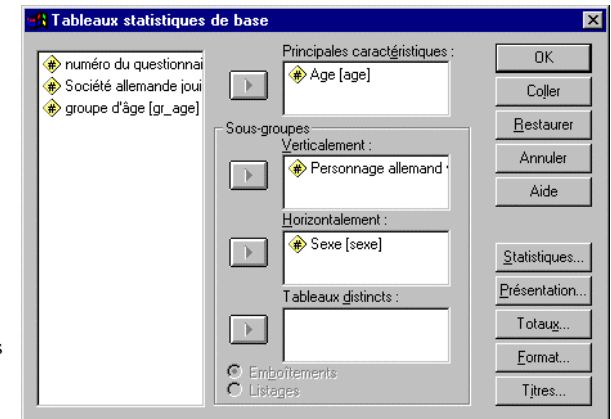 Tableaux statistiques de base
numéro du questionnai
Société allemande joui
groupe d'âge [gr_age]
Principales caractéristiques :
Age [age]
Sous-groupes
Verticalement :
Personnage allemand
Horizontalement :
Sexe [sexe]
Tableaux distincts :
Emboîtements
Listages
OK
Coller
Restaurer
Annuler
Aide
Statistiques...
Présentation...
Totaux...
Format...
Titres...
s